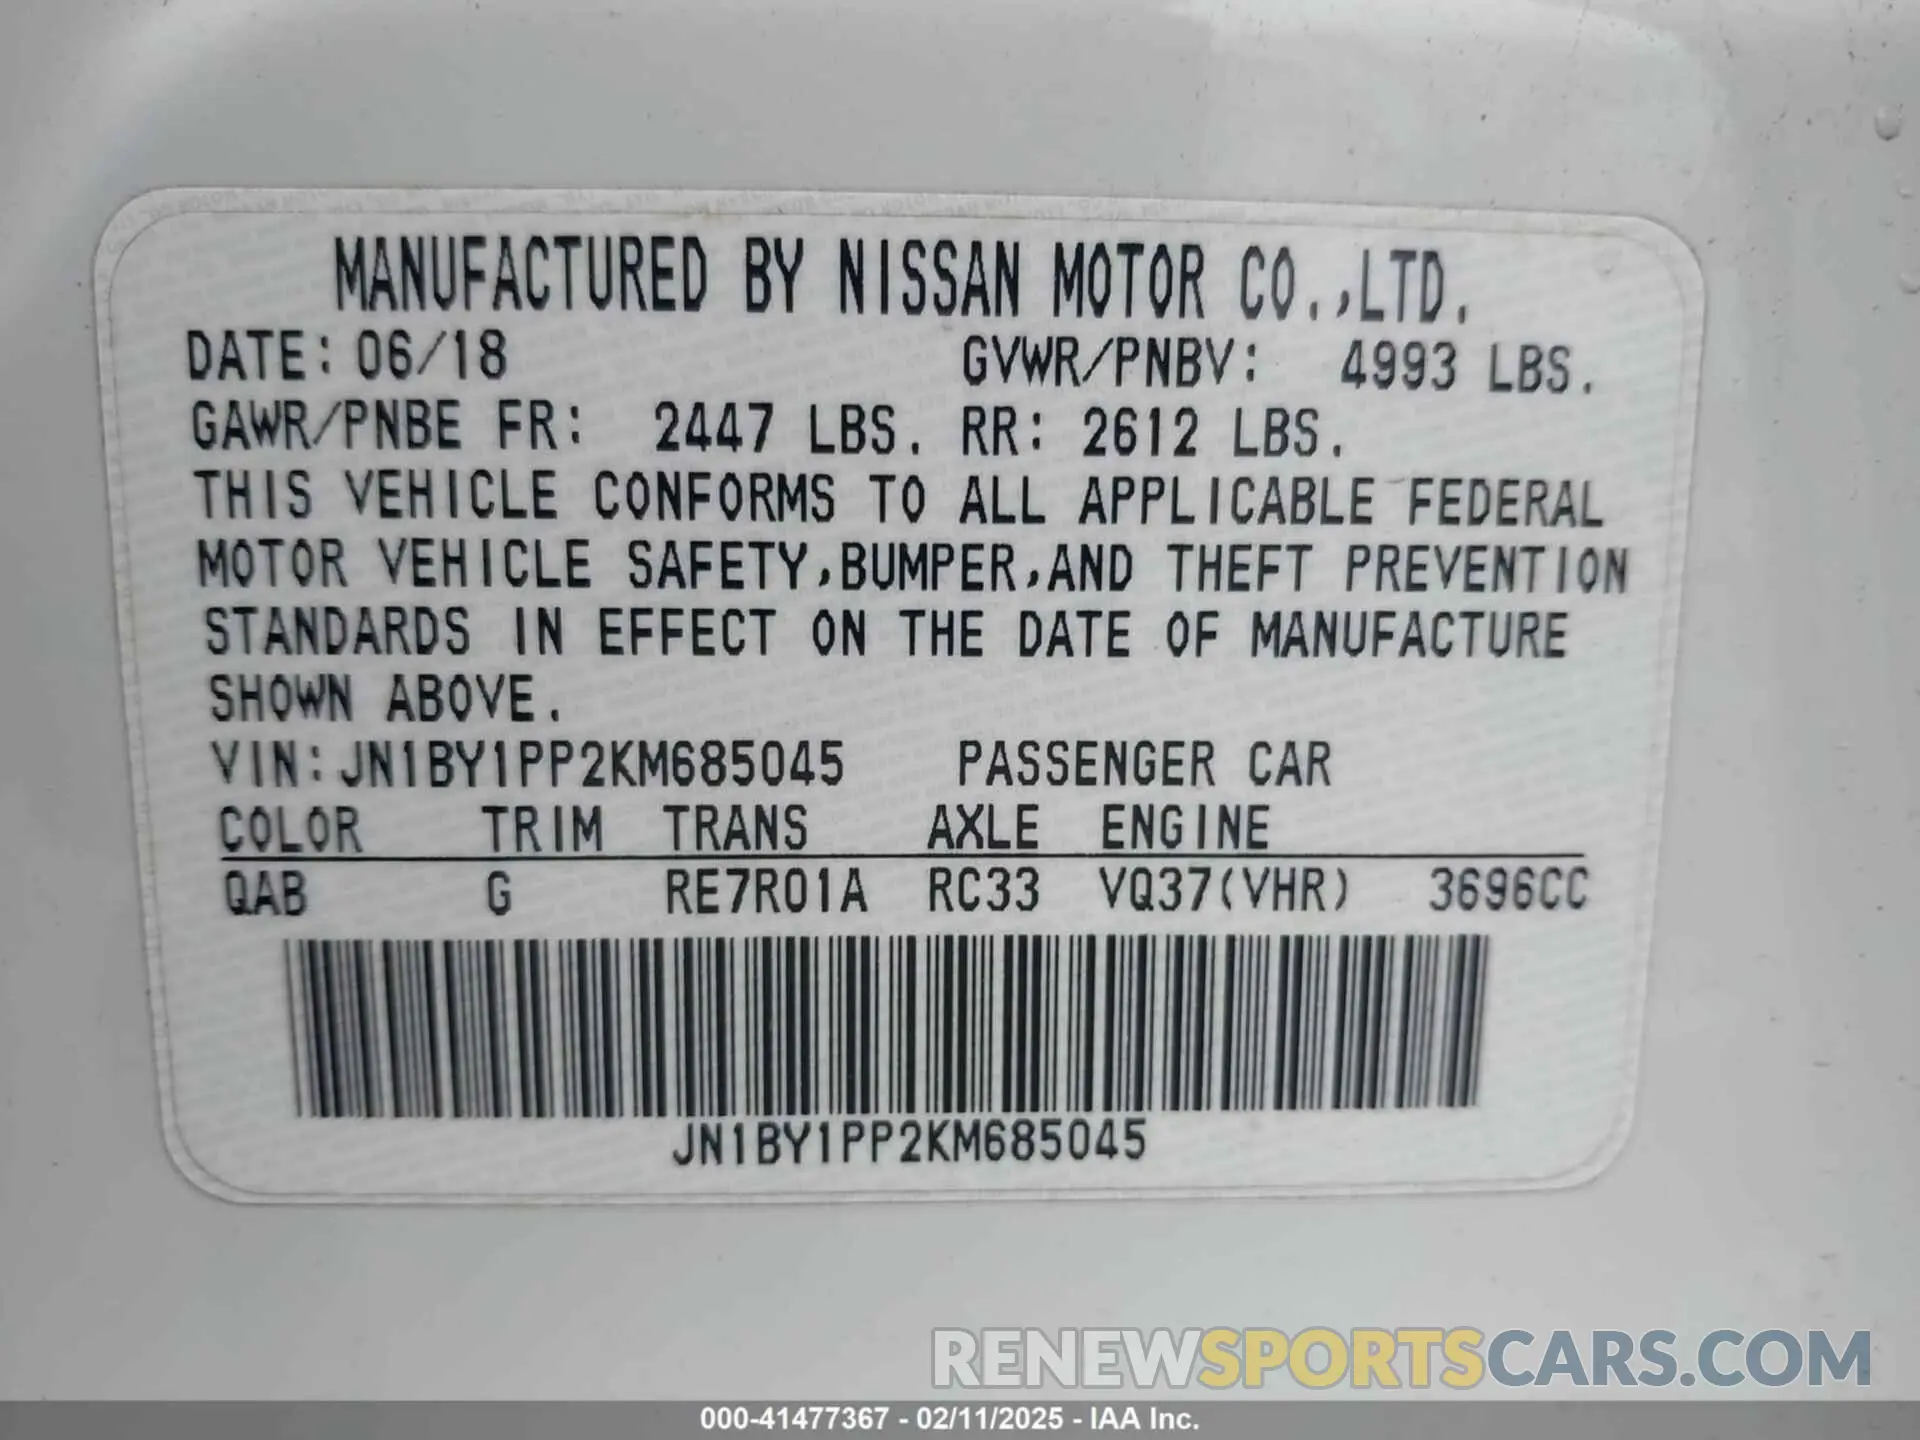 MANUFACTURED BY NISSAN MOTOR CO.,LTD.
DATE: 06/18 GVWR/PNBV: 4993 LBS.
GAWR/PNBE FR: 2447 LBS. RR: 2612 LBS.
THIS VEHICLE CONFORMS TO ALL APPLICABLE FEDERAL
MOTOR VEHICLE SAFETY,BUMPER,AND THEFT PREVENTION
STANDARDS IN EFFECT ON THE DATE OF MANUFACTURE
SHOWN ABOVE.
VIN:JN1BY1PP2KM685045 PASSENGER CAR
COLOR TRIM TRANS AXLE ENGINE
QAB G RE7R01A RC33 VQ37(VHR) 3696CC
JN1BY1PP2KM685045
RENEWSPORTSCARS.COM
000-41477367 - 02/11/2025 - IAA Inc.